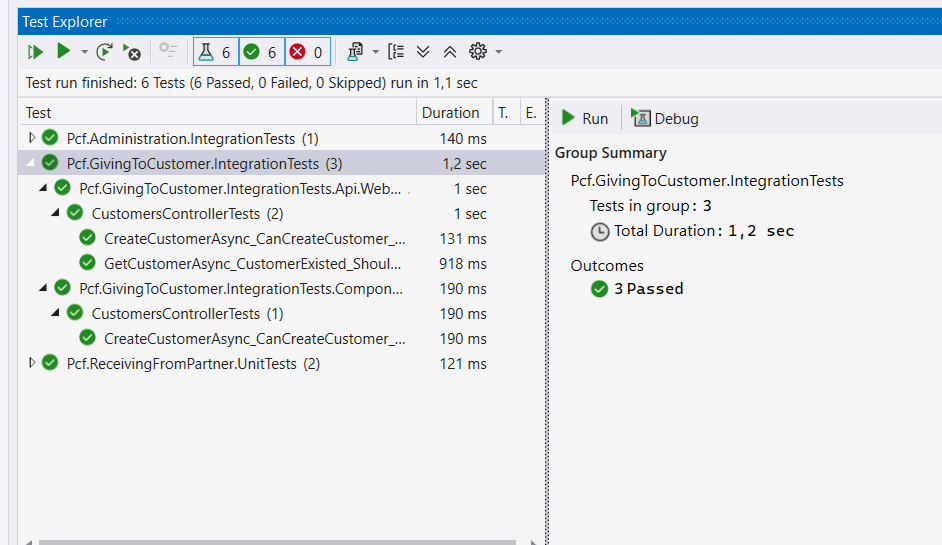 Test Explorer
6 6 0
Test run finished: 6 Tests (6 Passed, 0 Failed, 0 Skipped) run in 1,1 sec
Test Duration T. E.
Pcf.Administration.IntegrationTests (1) 140 ms
Pcf.GivingToCustomer.IntegrationTests (3) 1,2 sec
Pcf.GivingToCustomer.IntegrationTests.Api.Web... 1 sec
CustomersControllerTests (2) 1 sec
CreateCustomerAsync_CanCreateCustomer_... 131 ms
GetCustomerAsync_CustomerExisted_Shoul... 918 ms
Pcf.GivingToCustomer.IntegrationTests.Compon... 190 ms
CustomersControllerTests (1) 190 ms
CreateCustomerAsync_CanCreateCustomer_... 190 ms
Pcf.ReceivingFromPartner.UnitTests (2) 121 ms
Run Debug
Group Summary
Pcf.GivingToCustomer.IntegrationTests
Tests in group: 3
Total Duration: 1,2 sec
Outcomes
3 Passed